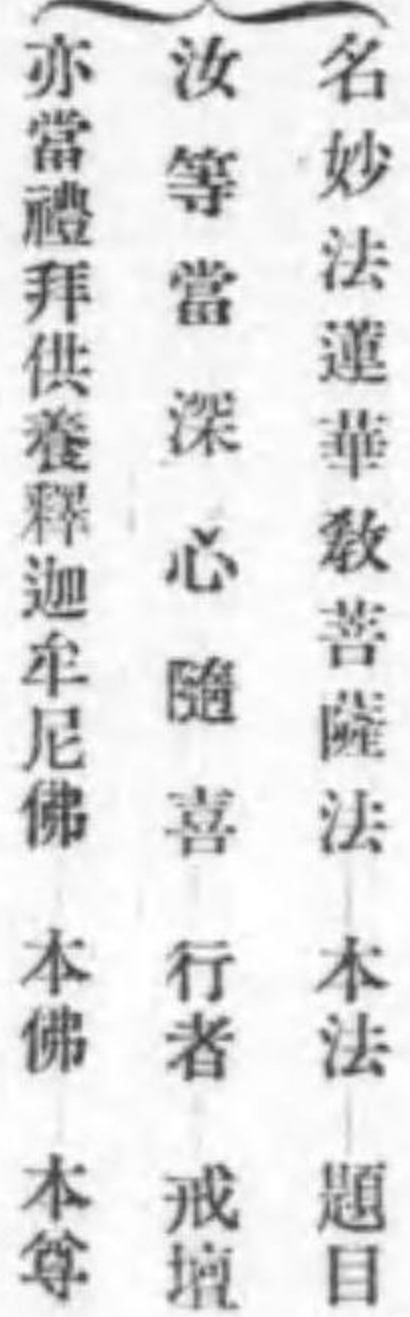 名妙法蓮華教菩薩法―本法―題目
汝等當深心隨喜―行者―戒壇
亦當禮拜供養釋迦牟尼佛―本佛―本尊